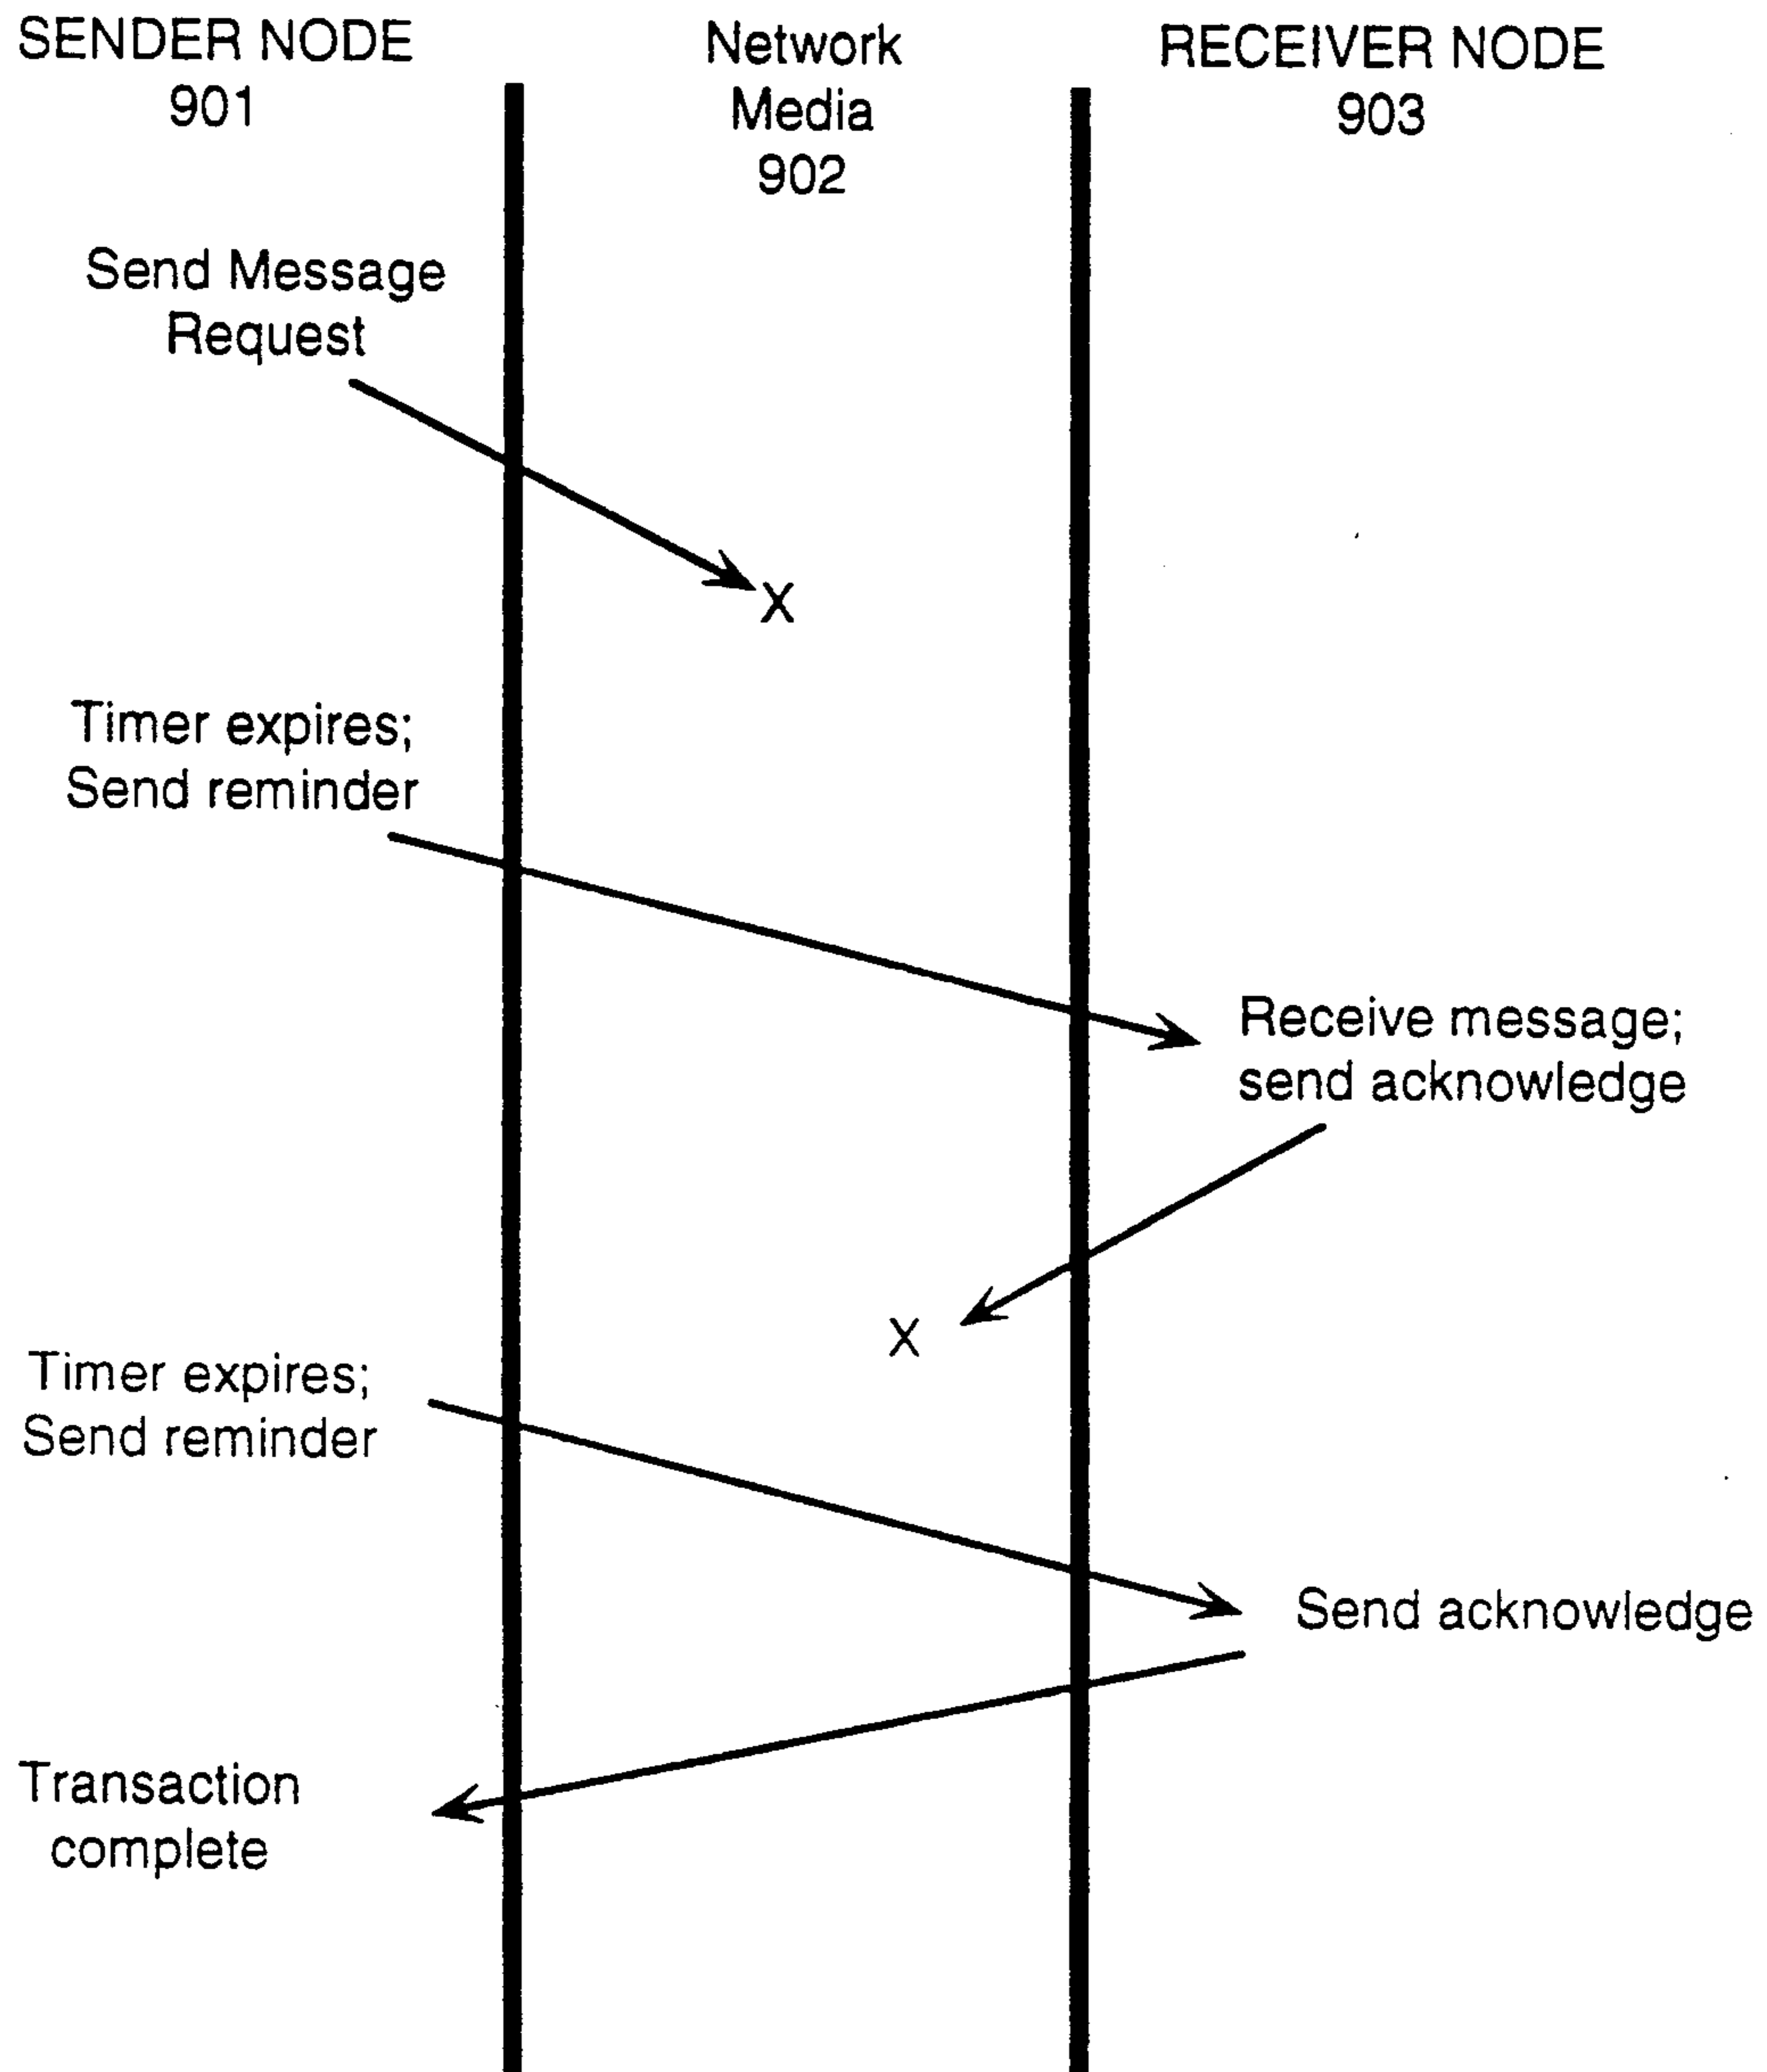 SENDER NODE
901
Network
Media
902
RECEIVER NODE
903
Send Message
Request
X
Timer expires;
Send reminder
Receive message;
send acknowledge
X
Timer expires;
Send reminder
Send acknowledge
Transaction
complete